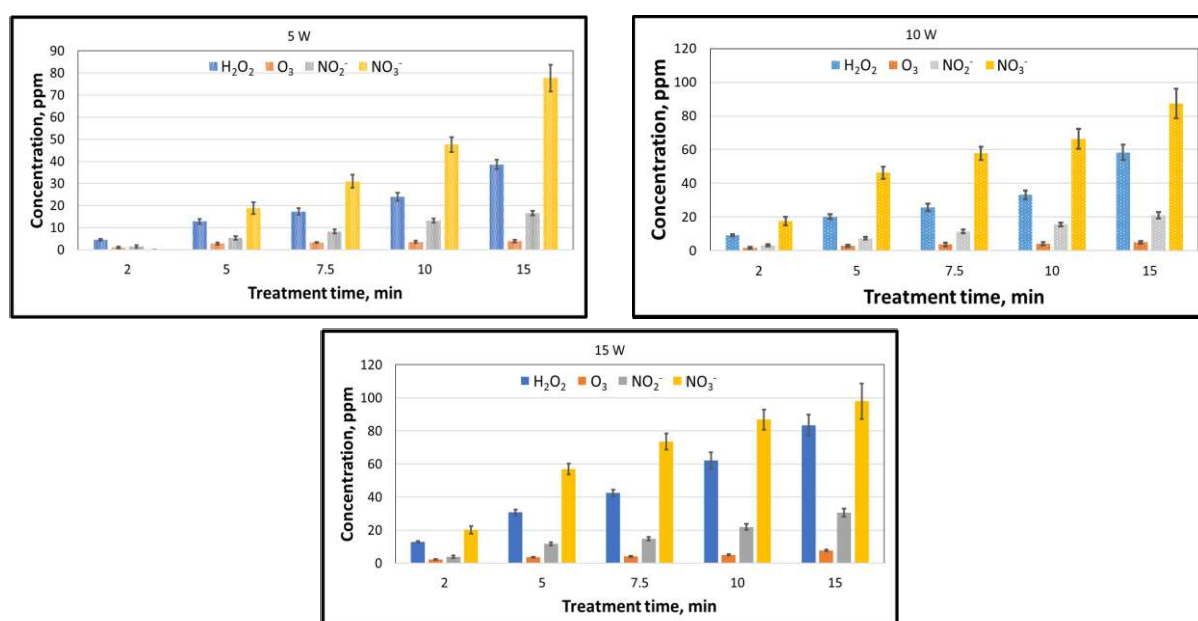 5 W
H₂O₂ O₃ NO₂⁻ NO₃⁻
Concentration, ppm
90
80
70
60
50
40
30
20
10
0
2 5 7.5 10 15
Treatment time, min
10 W
H₂O₂ O₃ NO₂⁻ NO₃⁻
Concentration, ppm
120
100
80
60
40
20
0
2 5 7.5 10 15
Treatment time, min
15 W
H₂O₂ O₃ NO₂⁻ NO₃⁻
Concentration, ppm
120
100
80
60
40
20
0
2 5 7.5 10 15
Treatment time, min